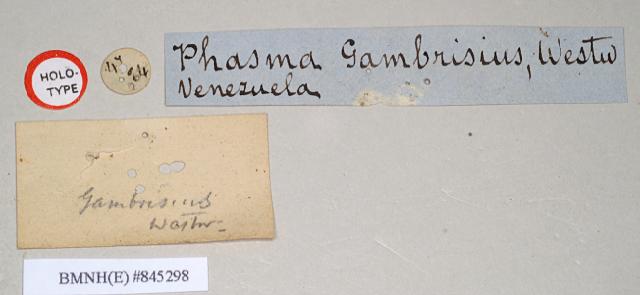 HOLO-
TYPE
Phasma Gambrisius, Westw
Venezuela
Gambrisius
Westw-
BMNH(E) #845298